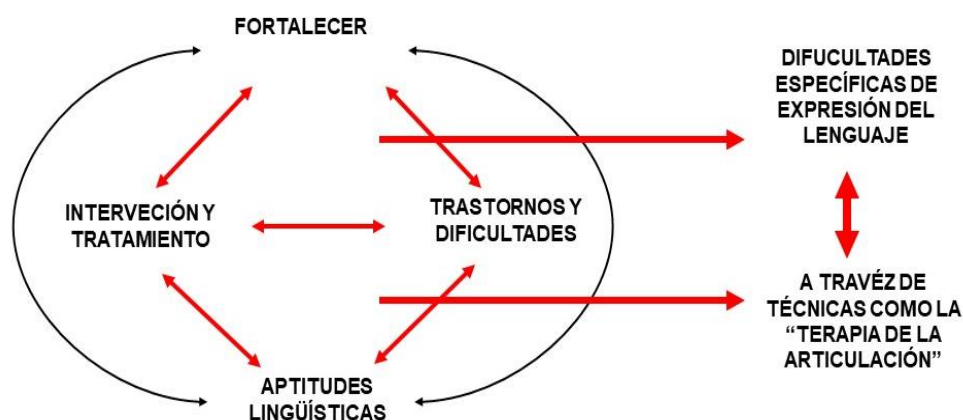 FORTALECER
INTERVECIÓN Y
TRATAMIENTO
TRASTORNOS Y
DIFICULTADES
APTITUDES
LINGÜÍSTICAS
DIFUCULTADES
ESPECÍFICAS DE
EXPRESIÓN DEL
LENGUAJE
A TRAVÉZ DE
TÉCNICAS COMO LA
“TERAPIA DE LA
ARTICULACIÓN”